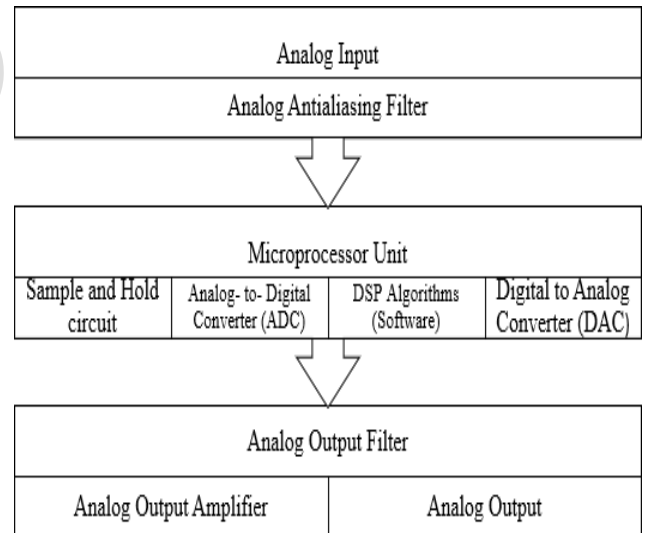 Analog Input
Analog Antialiasing Filter
Microprocessor Unit
Sample and Hold
circuit
Analog- to- Digital
Converter (ADC)
DSP Algorithms
(Software)
Digital to Analog
Converter (DAC)
Analog Output Filter
Analog Output Amplifier
Analog Output